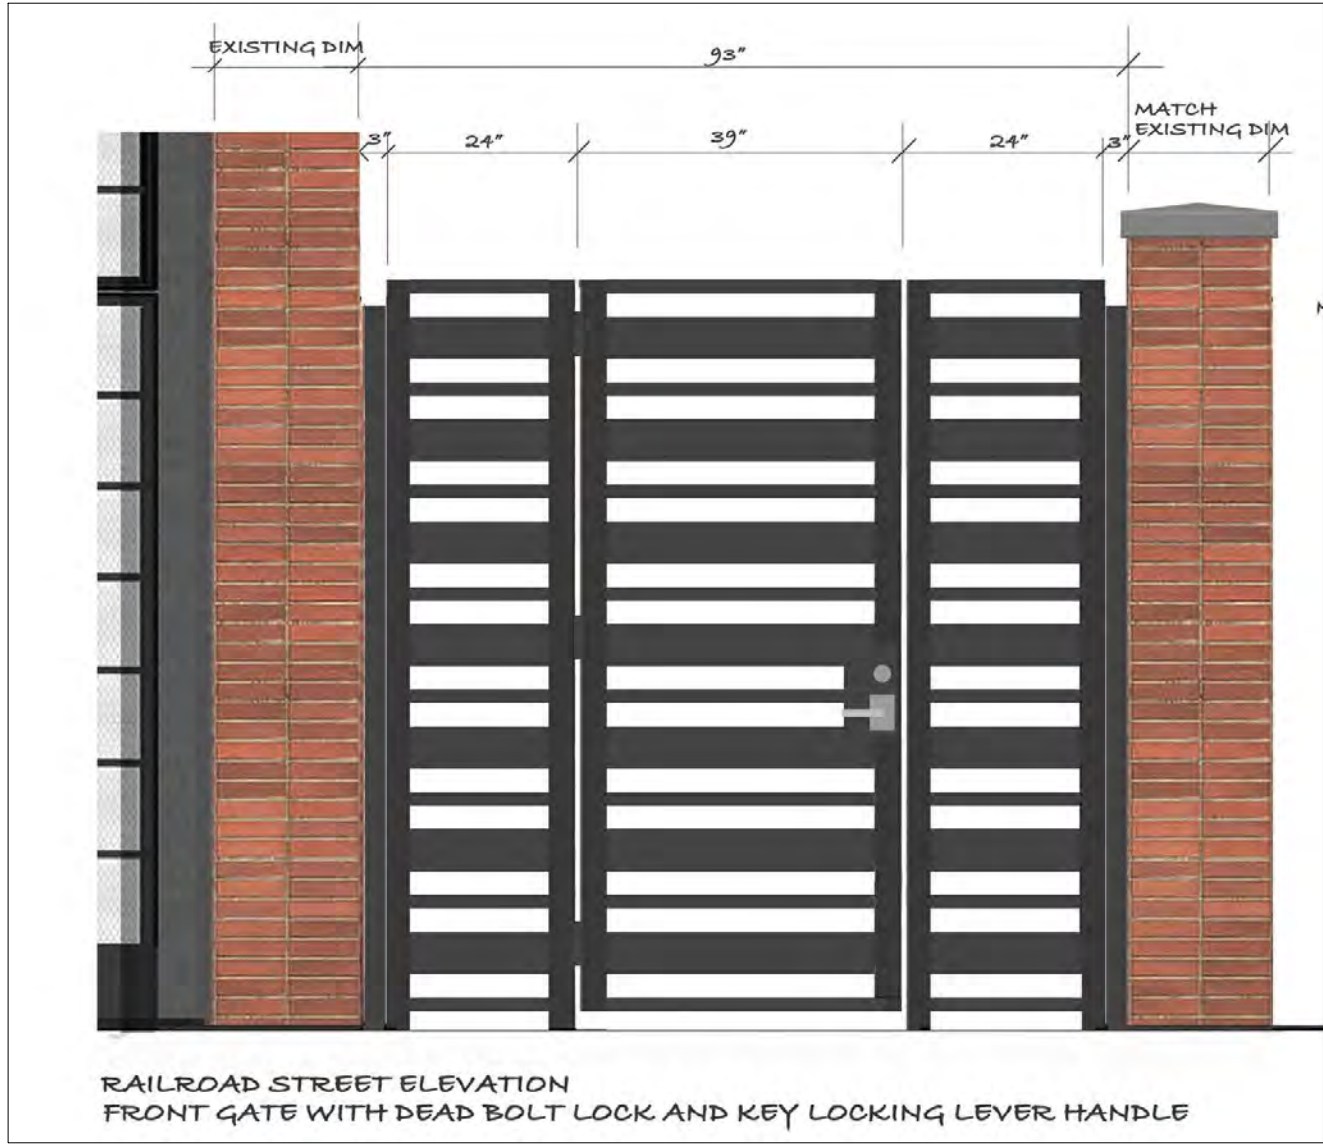 EXISTING DIM
93"
MATCH
EXISTING DIM
3"
24"
39"
24"
3"
RAILROAD STREET ELEVATION
FRONT GATE WITH DEAD BOLT LOCK AND KEY LOCKING LEVER HANDLE